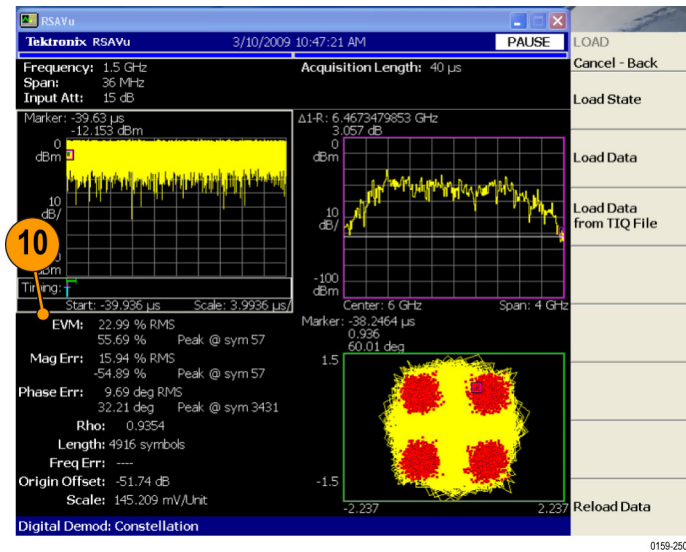 RSAVu
Tektronix RSAVu 3/10/2009 10:47:21 AM PAUSE
Frequency: 1.5 GHz Acquisition Length: 40 µs
Span: 36 MHz
Input Att: 15 dB
Marker: -39.63 µs
-12.153 dBm
0
dBm
10
dB/
dBm
Timing:
Start: -39.936 µs Scale: 3.9936 µs/
Δ1-R: 6.4673479853 GHz
3.057 dB
0
dBm
10
dB/
-100
dBm
Center: 6 GHz Span: 4 GHz
10
EVM: 22.99 % RMS
55.69 % Peak @ sym 57
Mag Err: 15.94 % RMS
-54.89 % Peak @ sym 57
Phase Err: 9.69 deg RMS
32.21 deg Peak @ sym 3431
Rho: 0.9354
Length: 4916 symbols
Freq Err: ----
Origin Offset: -51.74 dB
Scale: 145.209 mV/Unit
Marker: -38.2464 µs
0.936
60.01 deg
1.5
-1.5
-2.237 2.237
Digital Demod: Constellation
LOAD
Cancel - Back
Load State
Load Data
Load Data
from TIQ File
Reload Data
0159-250